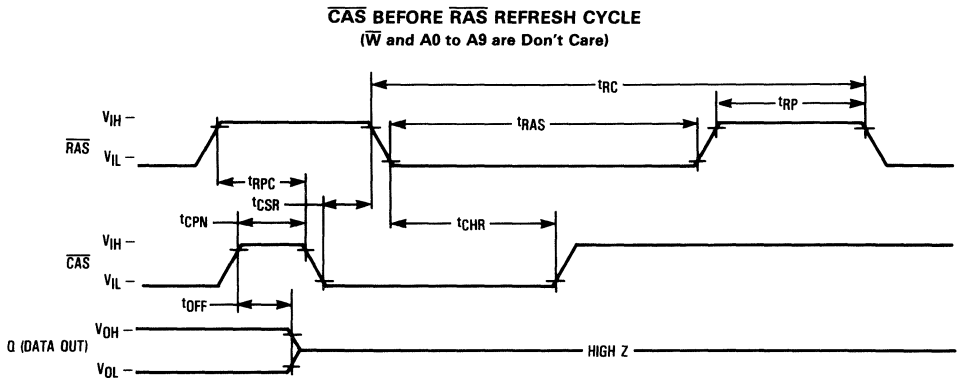 CAS BEFORE RAS REFRESH CYCLE
(W and A0 to A9 are Don't Care)
tRC
tRP
VIH
tRAS
RAS
VIL
tRPC
tCSR
tCPN
tCHR
VIH
CAS
VIL
tOFF
VOH
Q (DATA OUT)
HIGH Z
VOL